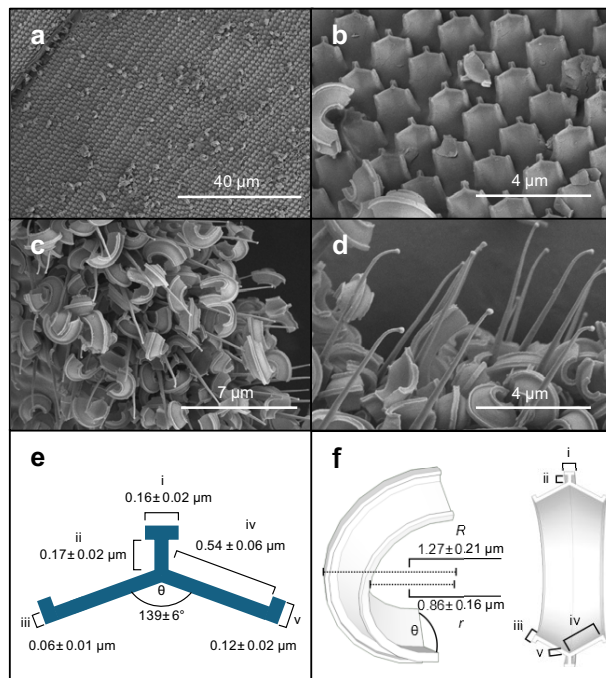 a
40 µm
b
4 µm
c
7 µm
d
4 µm
e
i
0.16± 0.02 µm
iv
ii
0.54 ± 0.06 µm
0.17± 0.02 µm
θ
v
iii
139± 6°
0.06± 0.01 µm
0.12± 0.02 µm
f
i
ii
R
1.27± 0.21 µm
0.86± 0.16 µm
r
θ
iii
iv
v